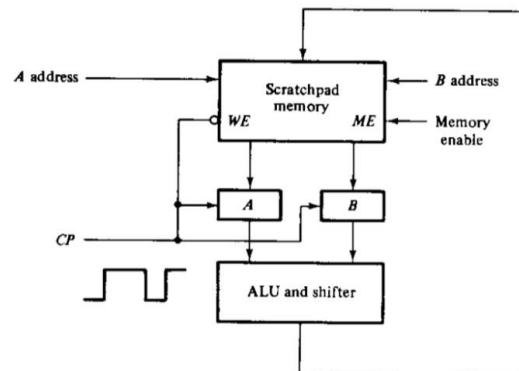 A address
Scratchpad
memory
B address
WE
ME
Memory
enable
A
B
CP
ALU and shifter